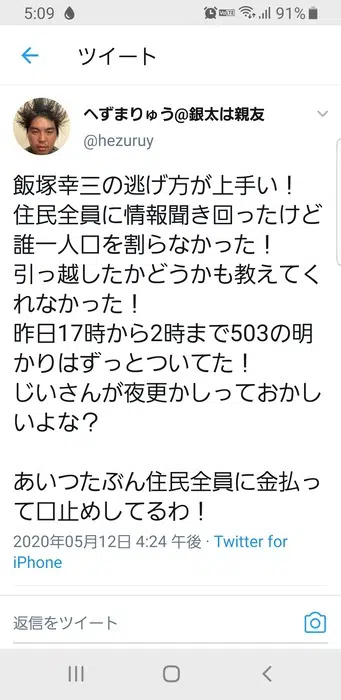 5:09
91%
ツイート
へずまりゅう@銀太は親友
@hezuruy
飯塚幸三の逃げ方が上手い！
住民全員に情報聞き回ったけど
誰一人口を割らなかった！
引っ越したかどうかも教えてく
れなかった！
昨日17時から2時まで503の明
かりはずっとついてた！
じいさんが夜更かしっておかし
いよな？
あいつたぶん住民全員に金払っ
て口止めしてるわ！
2020年05月12日 4:24 午後 · Twitter for
iPhone
返信をツイート